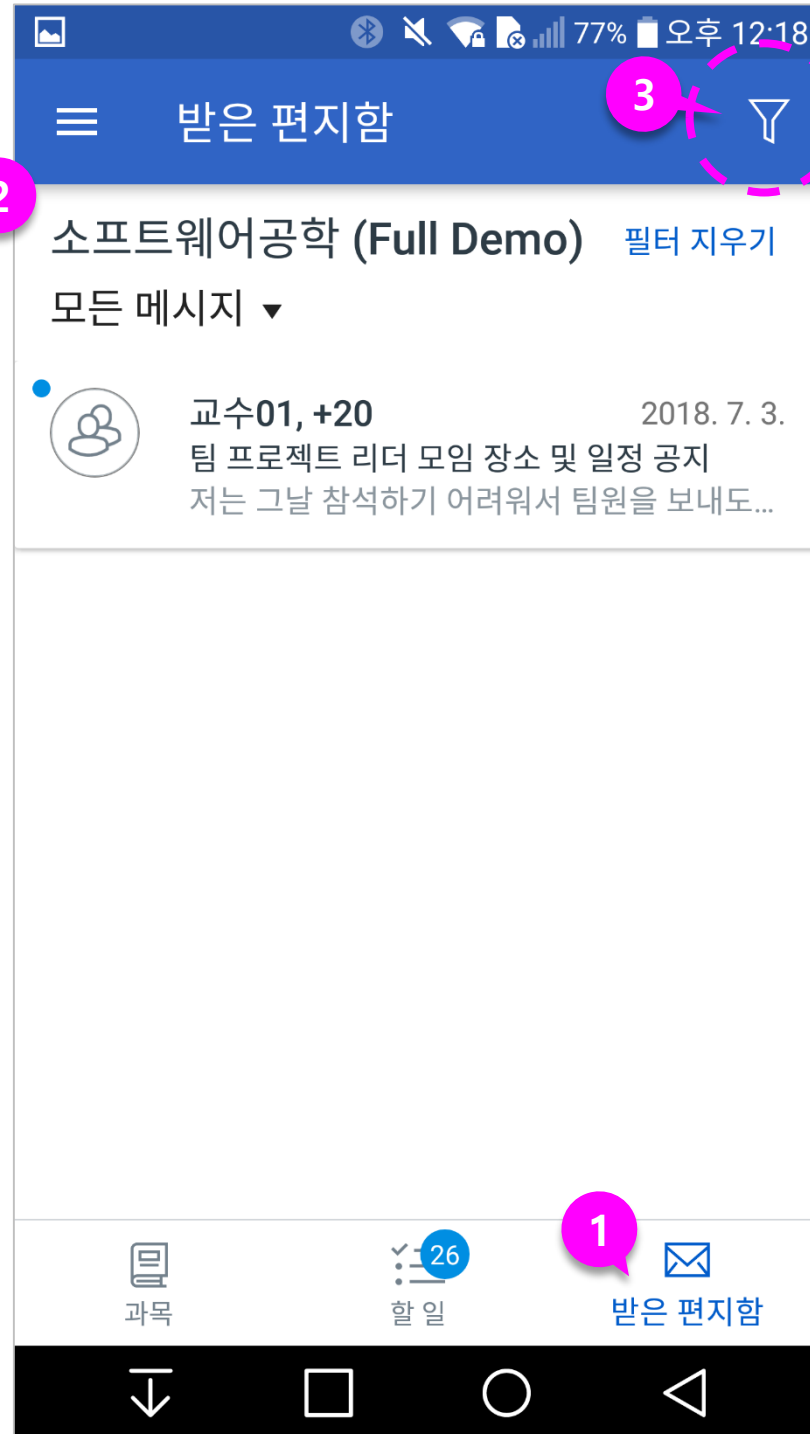 77% 오후 12:18
받은 편지함
3
2
소프트웨어공학 (Full Demo) 필터 지우기
모든 메시지
교수01, +20 2018. 7. 3.
팀 프로젝트 리더 모임 장소 및 일정 공지
저는 그날 참석하기 어려워서 팀원을 보내도...
1
26
과목 할 일 받은 편지함